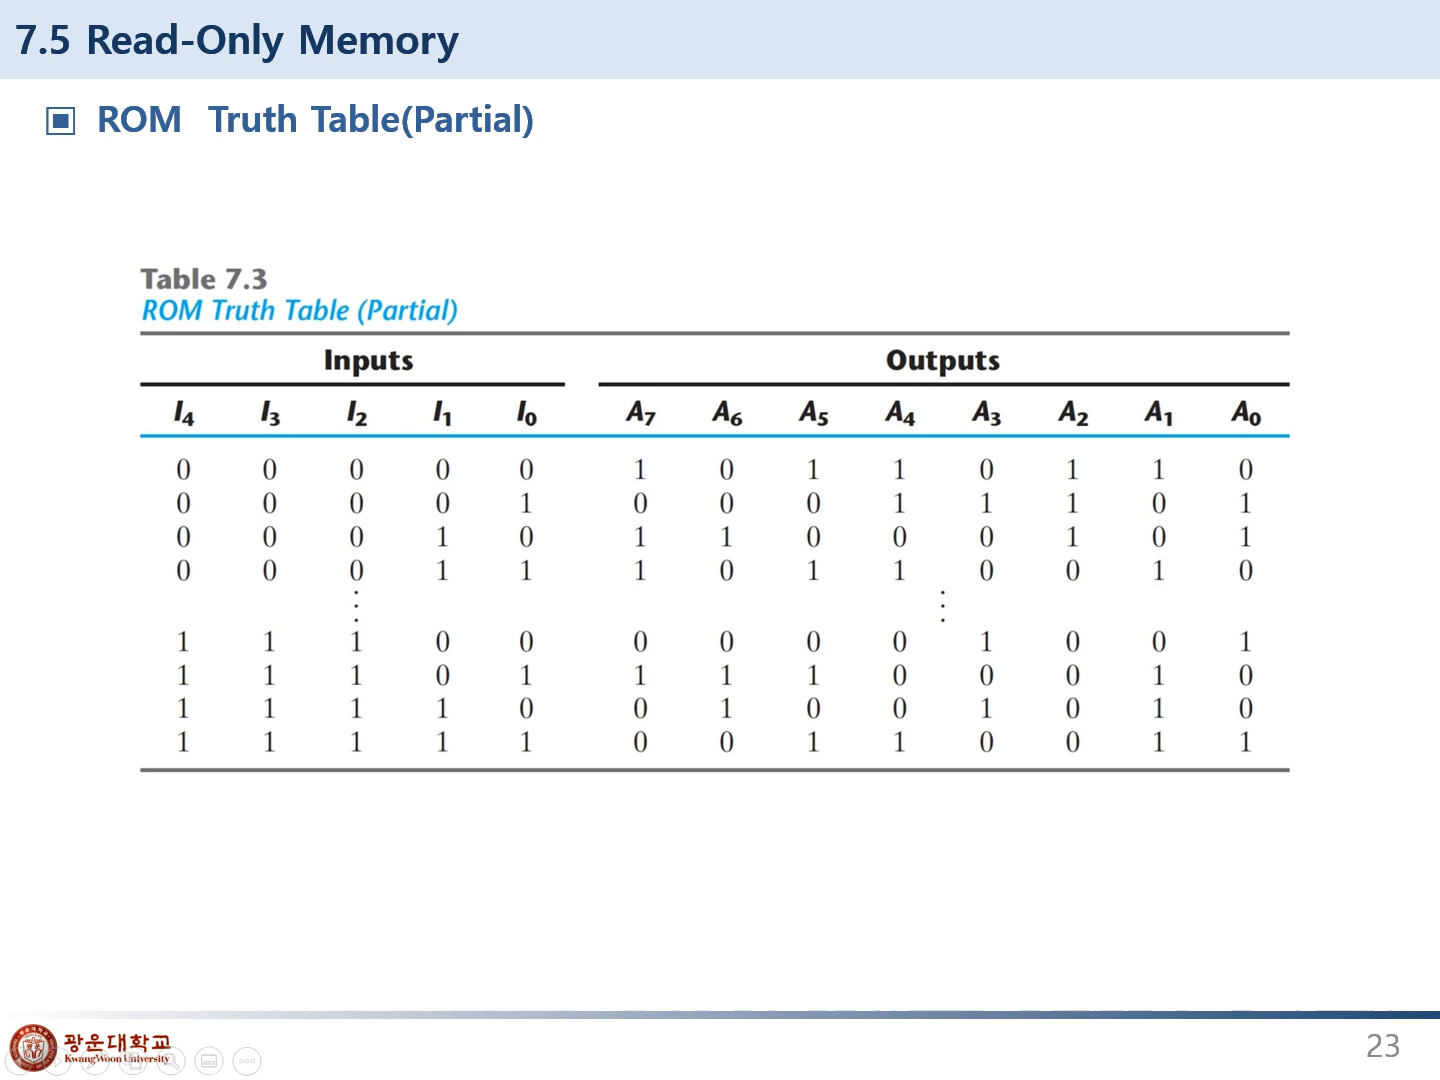 7.5 Read-Only Memory
ROM Truth Table(Partial)
Table 7.3
ROM Truth Table (Partial)
Inputs Outputs
I4 I3 I2 I1 I0 A7 A6 A5 A4 A3 A2 A1 A0
0 0 0 0 0 1 0 1 1 0 1 1 0
0 0 0 0 1 0 0 0 1 1 1 0 1
0 0 0 1 0 1 1 0 0 0 1 0 1
0 0 0 1 1 1 0 1 1 0 0 1 0
⋮ ⋮
1 1 1 0 0 0 0 0 0 1 0 0 1
1 1 1 0 1 1 1 1 0 0 0 1 0
1 1 1 1 0 0 1 0 0 1 0 1 0
1 1 1 1 1 0 0 1 1 0 0 1 1
광운대학교
KwangWoon University
23